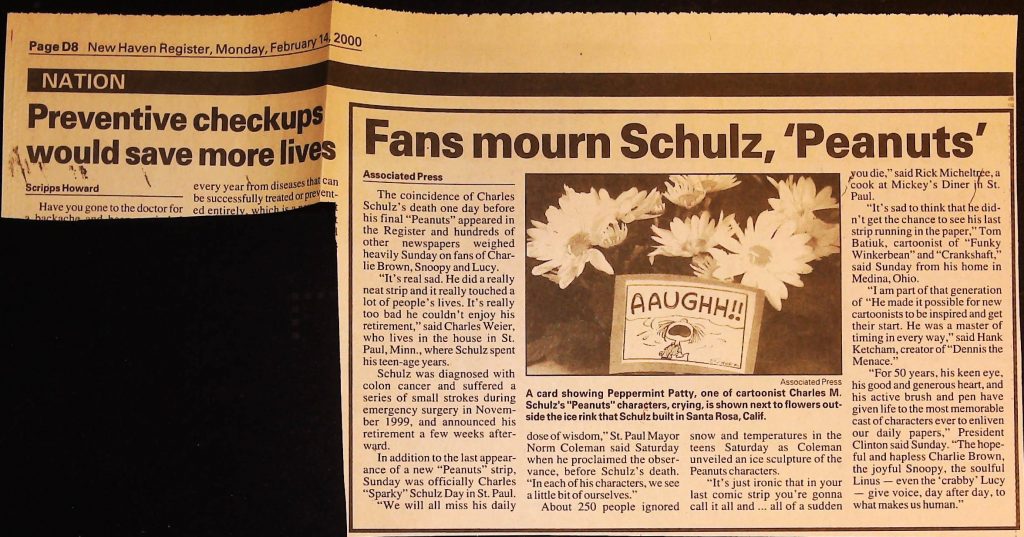 Page D8 New Haven Register, Monday, February 14, 2000
NATION
Preventive checkups
would save more lives
Scripps Howard
Have you gone to the doctor for
a backache and
every year from diseases that can
be successfully treated or prevent-
ed entirely, which is a
Fans mourn Schulz, ‘Peanuts’
Associated Press
The coincidence of Charles
Schulz’s death one day before
his final “Peanuts” appeared in
the Register and hundreds of
other newspapers weighed
heavily Sunday on fans of Char-
lie Brown, Snoopy and Lucy.
“It’s real sad. He did a really
neat strip and it really touched a
lot of people’s lives. It’s really
too bad he couldn’t enjoy his
retirement,” said Charles Weier,
who lives in the house in St.
Paul, Minn., where Schulz spent
his teen-age years.
Schulz was diagnosed with
colon cancer and suffered a
series of small strokes during
emergency surgery in Novem-
ber 1999, and announced his
retirement a few weeks after-
ward.
In addition to the last appear-
ance of a new “Peanuts” strip,
Sunday was officially Charles
“Sparky” Schulz Day in St. Paul.
“We will all miss his daily
AAUGHH!!
Associated Press
A card showing Peppermint Patty, one of cartoonist Charles M.
Schulz's "Peanuts" characters, crying, is shown next to flowers out-
side the ice rink that Schulz built in Santa Rosa, Calif.
dose of wisdom,” St. Paul Mayor
Norm Coleman said Saturday
when he proclaimed the obser-
vance, before Schulz’s death.
“In each of his characters, we see
a little bit of ourselves.”
About 250 people ignored
snow and temperatures in the
teens Saturday as Coleman
unveiled an ice sculpture of the
Peanuts characters.
“It’s just ironic that in your
last comic strip you’re gonna
call it all and ... all of a sudden
you die,” said Rick Micheltree, a
cook at Mickey’s Diner in St.
Paul.
“It’s sad to think that he did-
n’t get the chance to see his last
strip running in the paper,” Tom
Batiuk, cartoonist of “Funky
Winkerbean” and “Crankshaft,”
said Sunday from his home in
Medina, Ohio.
“I am part of that generation
of “He made it possible for new
cartoonists to be inspired and get
their start. He was a master of
timing in every way,” said Hank
Ketcham, creator of “Dennis the
Menace.”
“For 50 years, his keen eye,
his good and generous heart, and
his active brush and pen have
given life to the most memorable
cast of characters ever to enliven
our daily papers,” President
Clinton said Sunday. “The hope-
ful and hapless Charlie Brown,
the joyful Snoopy, the soulful
Linus — even the ‘crabby’ Lucy
— give voice, day after day, to
what makes us human.”